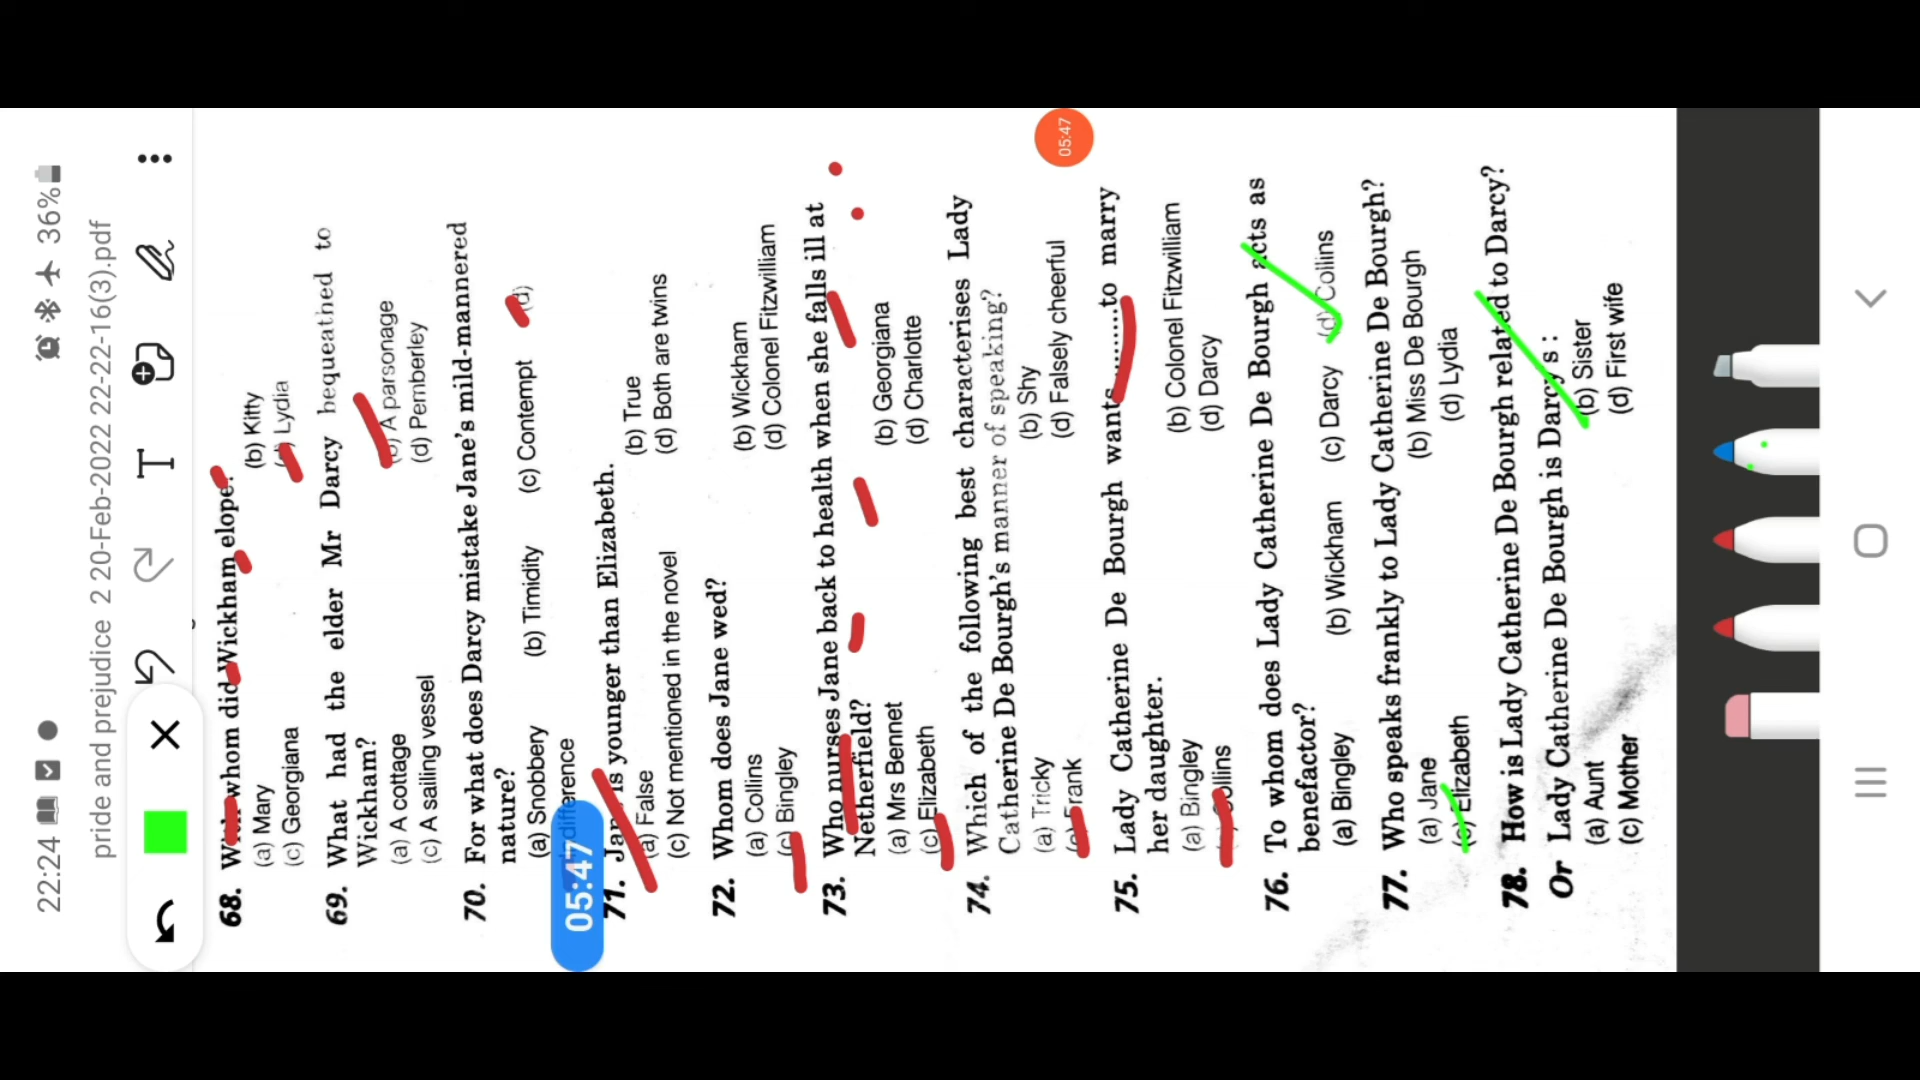 22:24 36%
pride and prejudice 2 20-Feb-2022 22-22-16(3).pdf
68. With whom did Wickham elope?
(a) Mary (b) Kitty
(c) Georgiana Lydia
69. What had the elder Mr Darcy bequeathed to
Wickham?
(a) A cottage A parsonage
(c) A sailing vessel (d) Pemberley
70. For what does Darcy mistake Jane's mild-mannered
nature?
(a) Snobbery (b) Timidity (c) Contempt (d)
05:47
71. Jane is younger than Elizabeth.
(a) False (b) True
(c) Not mentioned in the novel (d) Both are twins
72. Whom does Jane wed?
(a) Collins (b) Wickham
(c) Bingley (d) Colonel Fitzwilliam
73. Who nurses Jane back to health when she falls ill at
Netherfield?
(a) Mrs Bennet (b) Georgiana
(c) Elizabeth (d) Charlotte
74. Which of the following best characterises Lady
Catherine De Bourgh's manner of speaking?
(a) Tricky (b) Shy
Frank (d) Falsely cheerful
05:47
75. Lady Catherine De Bourgh wants ..........to marry
her daughter.
(a) Bingley (b) Colonel Fitzwilliam
Collins (d) Darcy
76. To whom does Lady Catherine De Bourgh acts as
benefactor?
(a) Bingley (b) Wickham (c) Darcy (d) Collins
77. Who speaks frankly to Lady Catherine De Bourgh?
(a) Jane (b) Miss De Bourgh
(c) Elizabeth (d) Lydia
78. How is Lady Catherine De Bourgh related to Darcy?
Or Lady Catherine De Bourgh is Darcy's :
(a) Aunt (b) Sister
(c) Mother (d) First wife